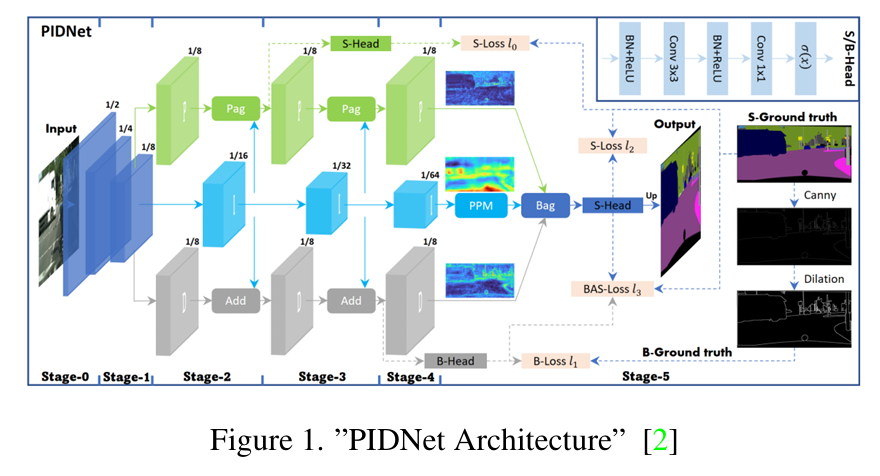 PIDNet
S/B-Head
BN+ReLU
Conv 3x3
BN+ReLU
Conv 1x1
σ(x)
Input
1/2
1/4
1/8
1/8
Pag
1/8
Pag
1/8
S-Head
S-Loss l₀
1/16
1/32
1/64
PPM
Bag
S-Head
Up
Output
S-Loss l₂
BAS-Loss l₃
1/8
Add
1/8
Add
1/8
B-Head
B-Loss l₁
S-Ground truth
Canny
Dilation
B-Ground truth
Stage-0
Stage-1
Stage-2
Stage-3
Stage-4
Stage-5
Figure 1. ”PIDNet Architecture” [2]